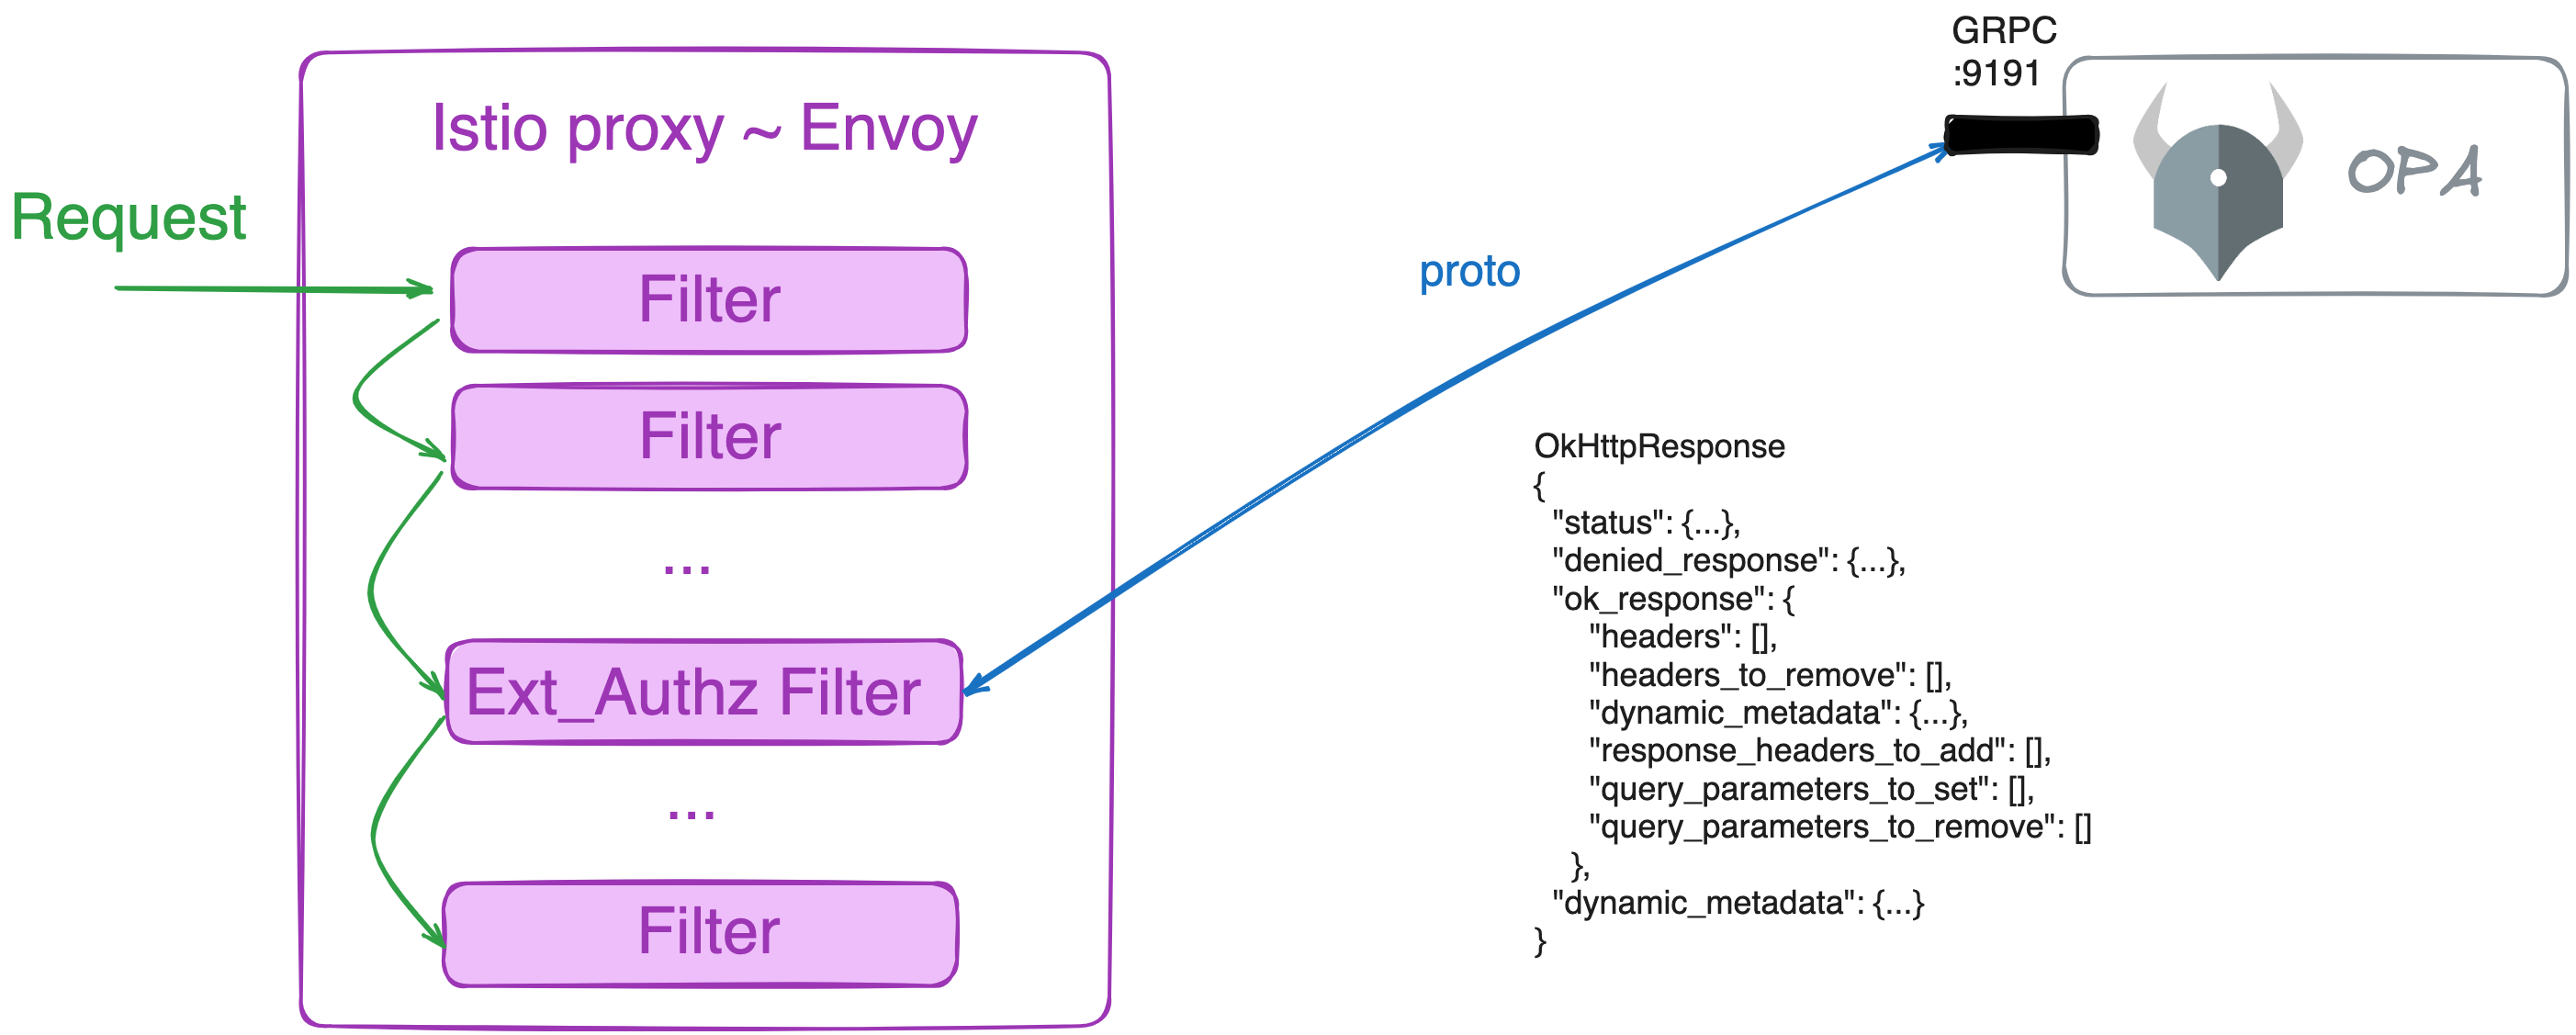 Request
Istio proxy ~ Envoy
Filter
Filter
...
Ext_Authz Filter
...
Filter
proto
GRPC
:9191
OPA
OkHttpResponse
{
"status": {...},
"denied_response": {...},
"ok_response": {
"headers": [],
"headers_to_remove": [],
"dynamic_metadata": {...},
"response_headers_to_add": [],
"query_parameters_to_set": [],
"query_parameters_to_remove": []
},
"dynamic_metadata": {...}
}